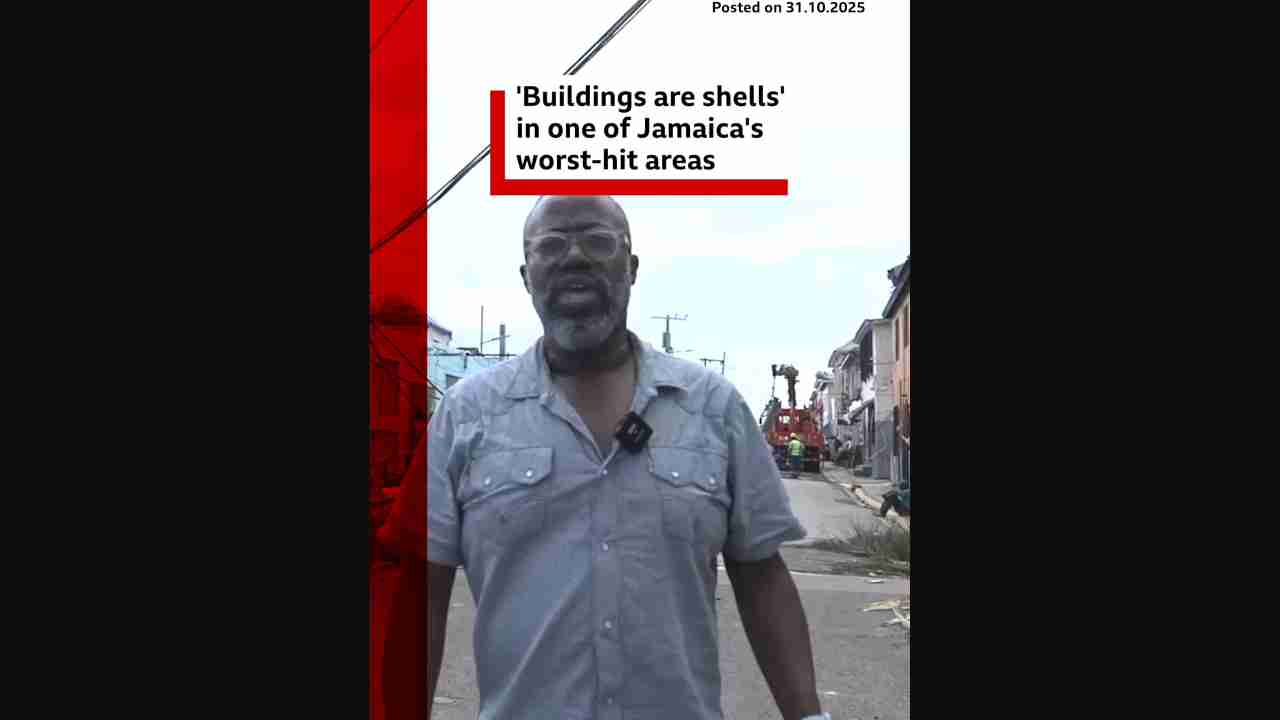 Posted on 31.10.2025
'Buildings are shells'
in one of Jamaica's
worst-hit areas